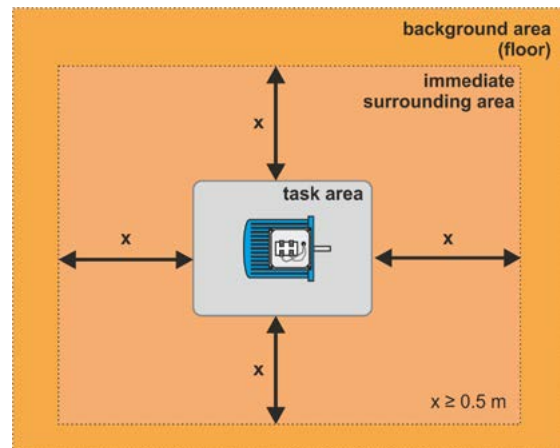 background area
(floor)
immediate
surrounding area
x
task area
x
x
x
x ≥ 0.5 m